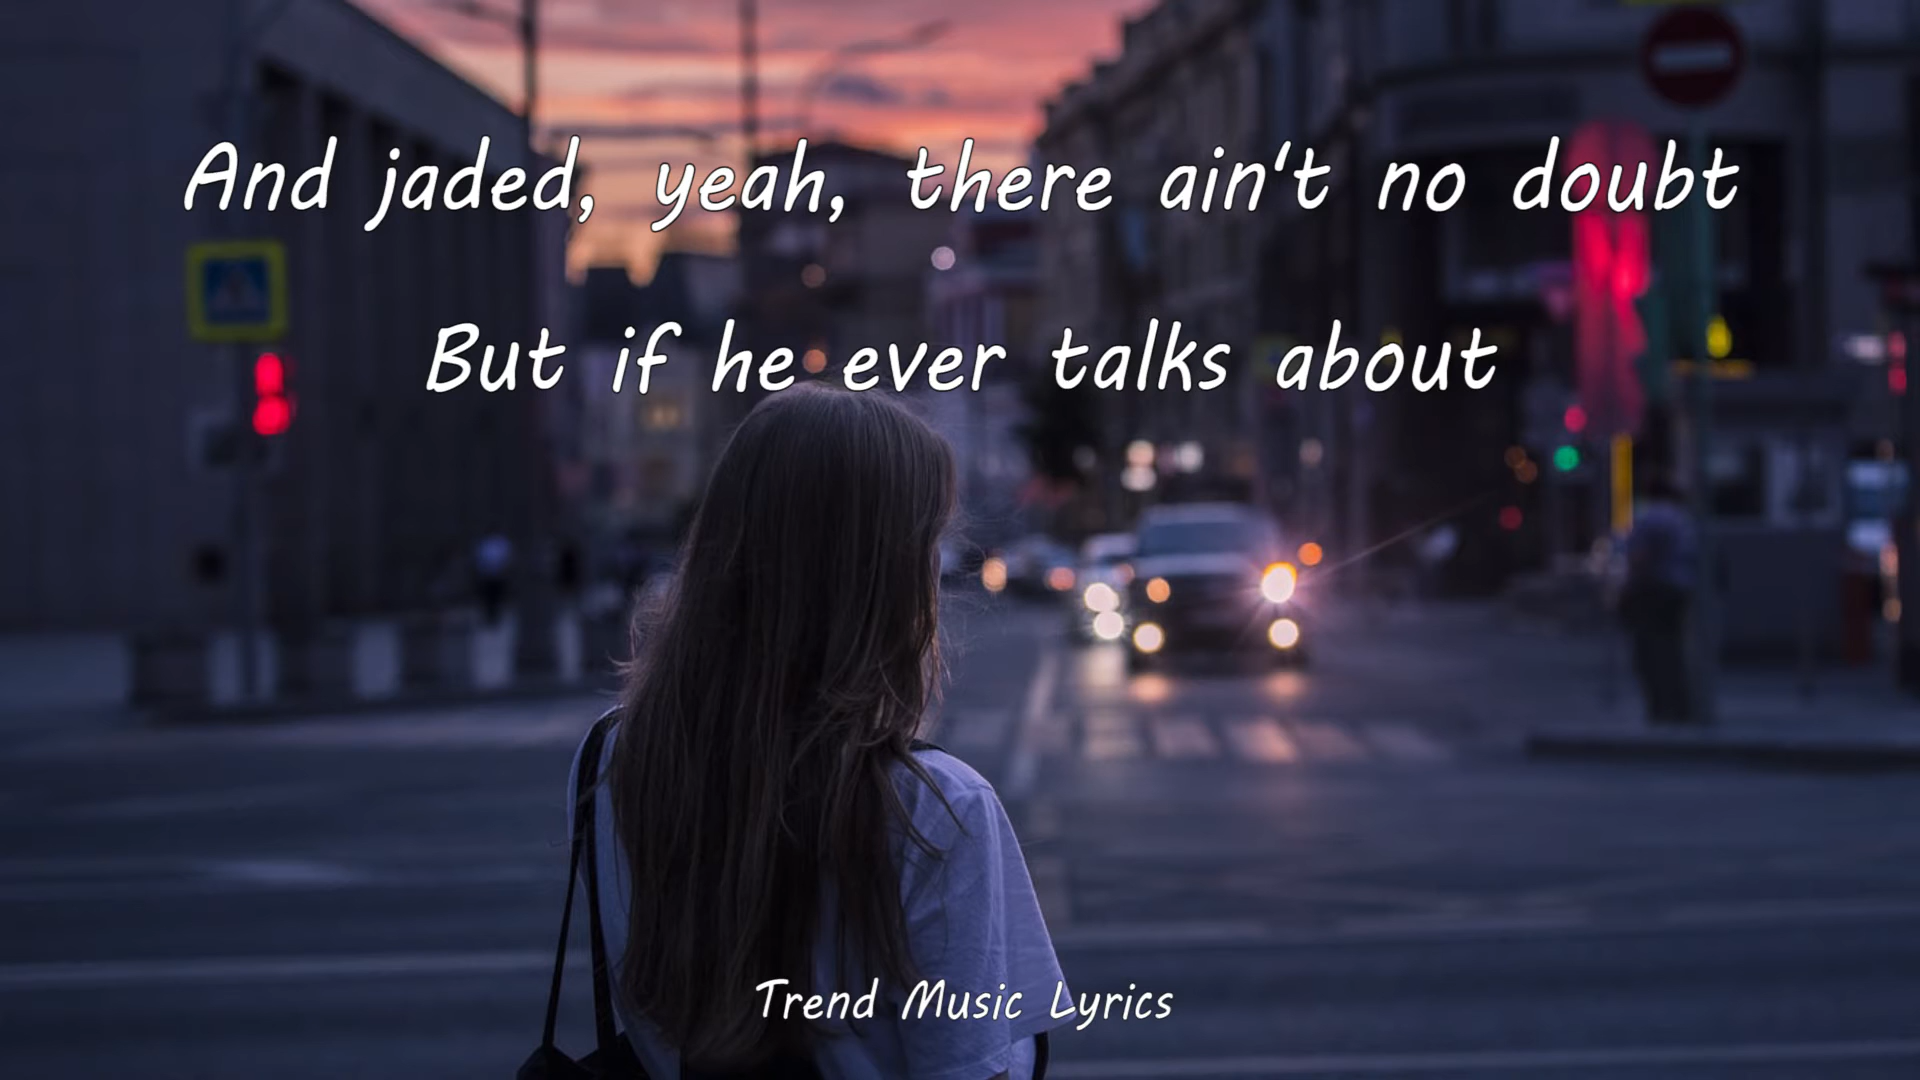 And jaded, yeah, there ain't no doubt
But if he ever talks about
Trend Music Lyrics